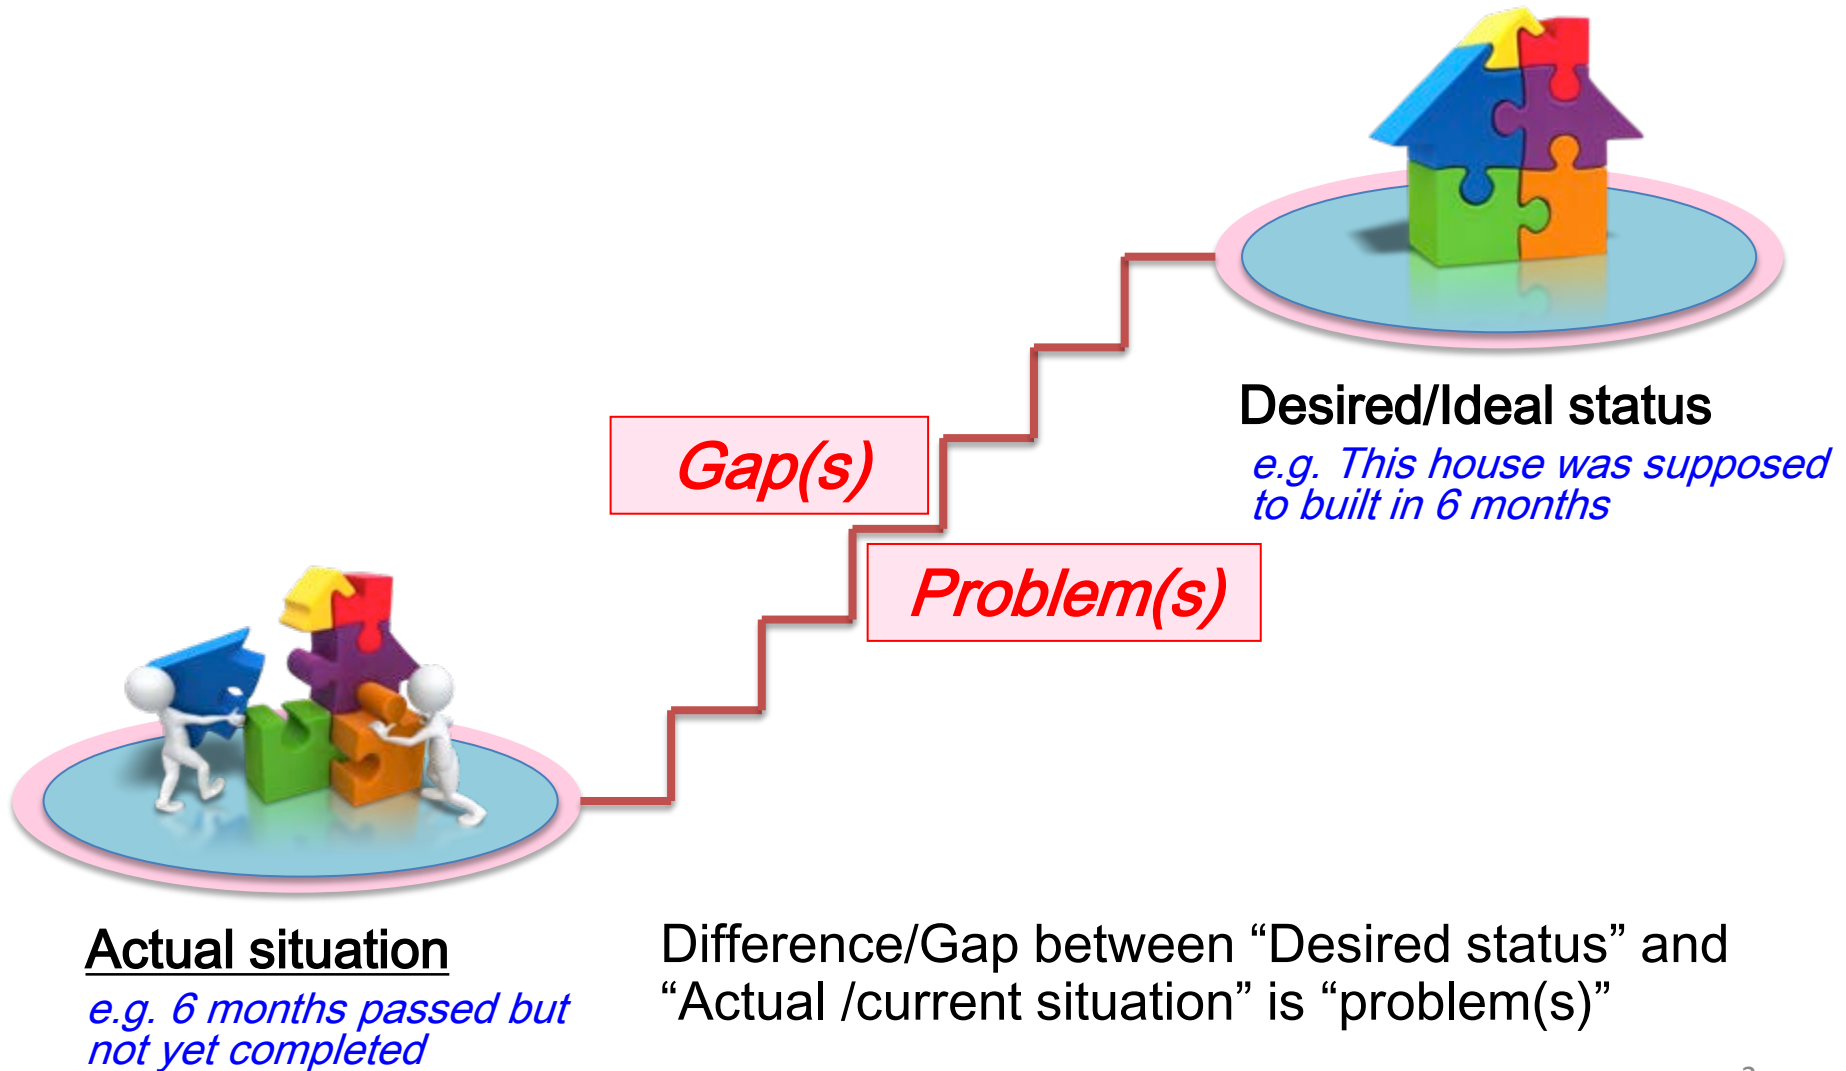 Desired/Ideal status
e.g. This house was supposed
to built in 6 months
Gap(s)
Problem(s)
Actual situation
e.g. 6 months passed but
not yet completed
Difference/Gap between “Desired status” and
“Actual /current situation” is “problem(s)”